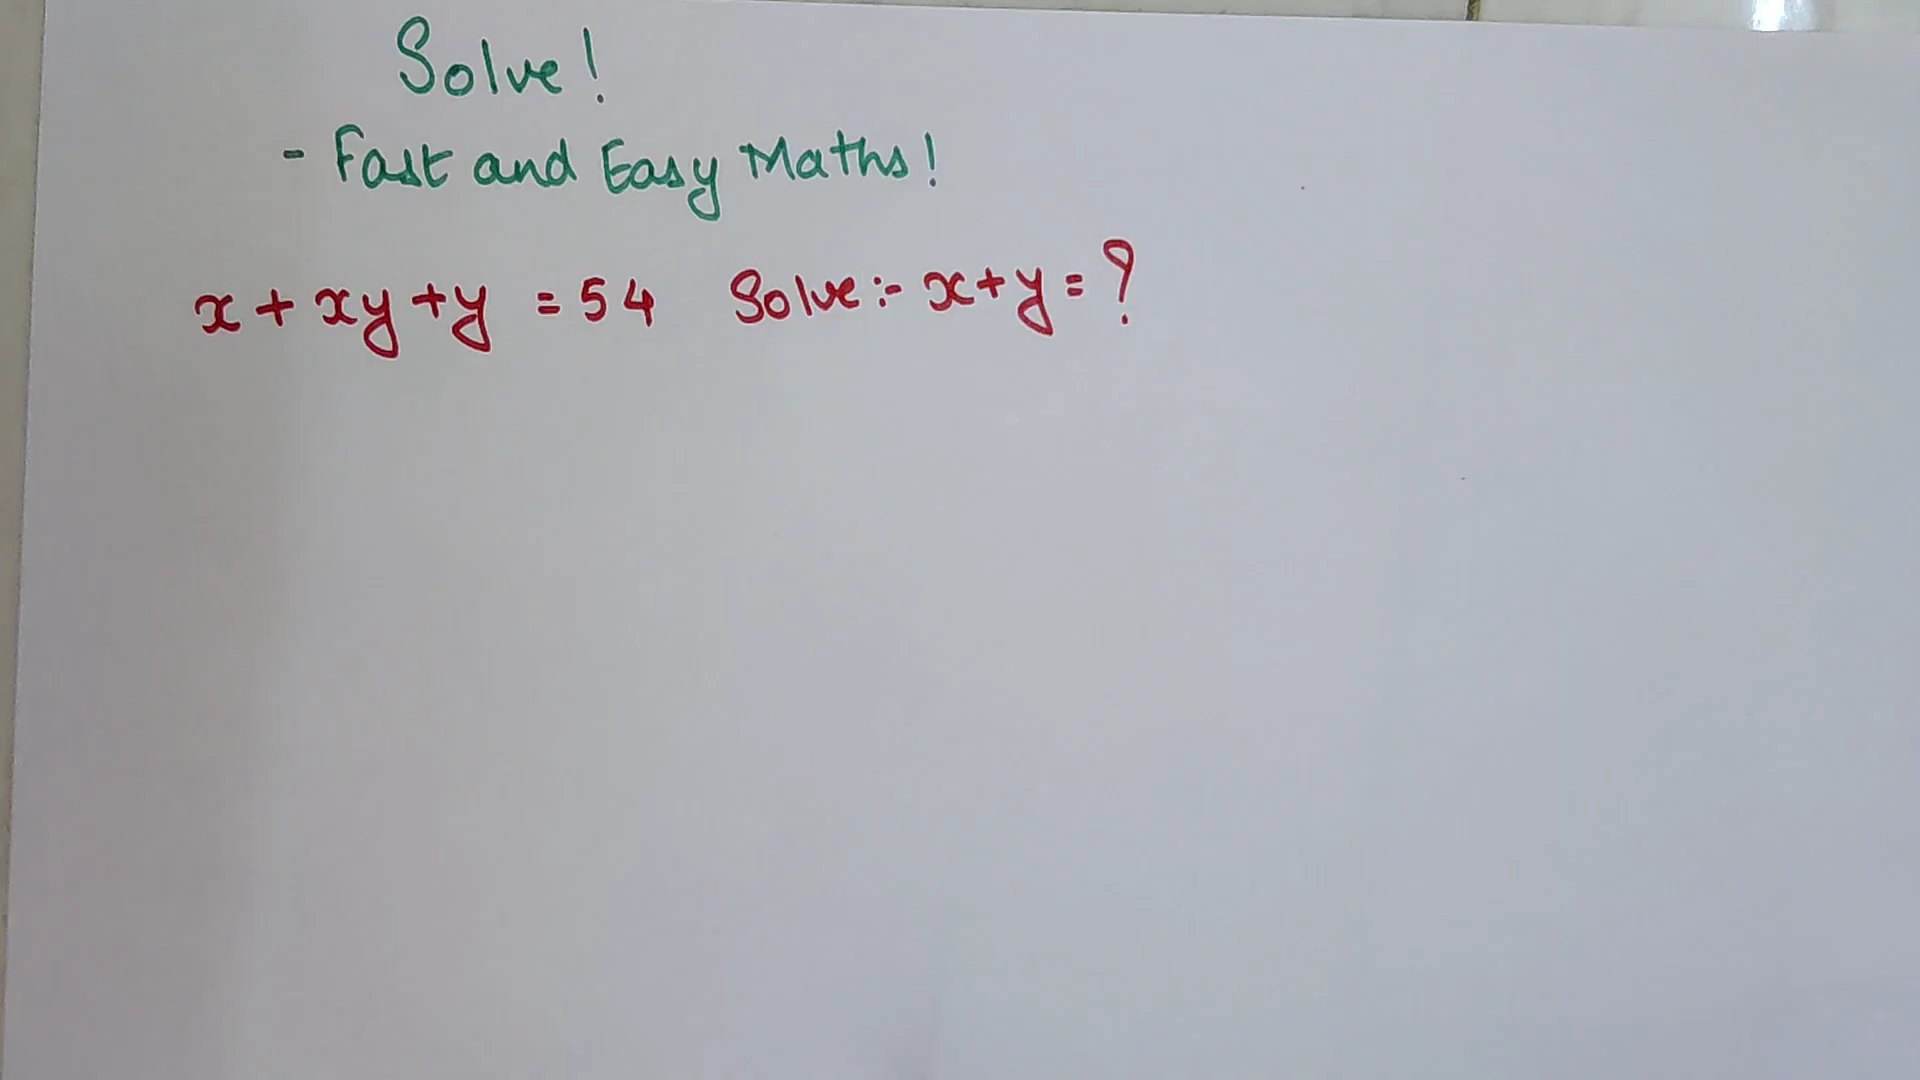 Solve!
- Fast and Easy Maths!
x + xy + y = 54 Solve:- x+y = ?